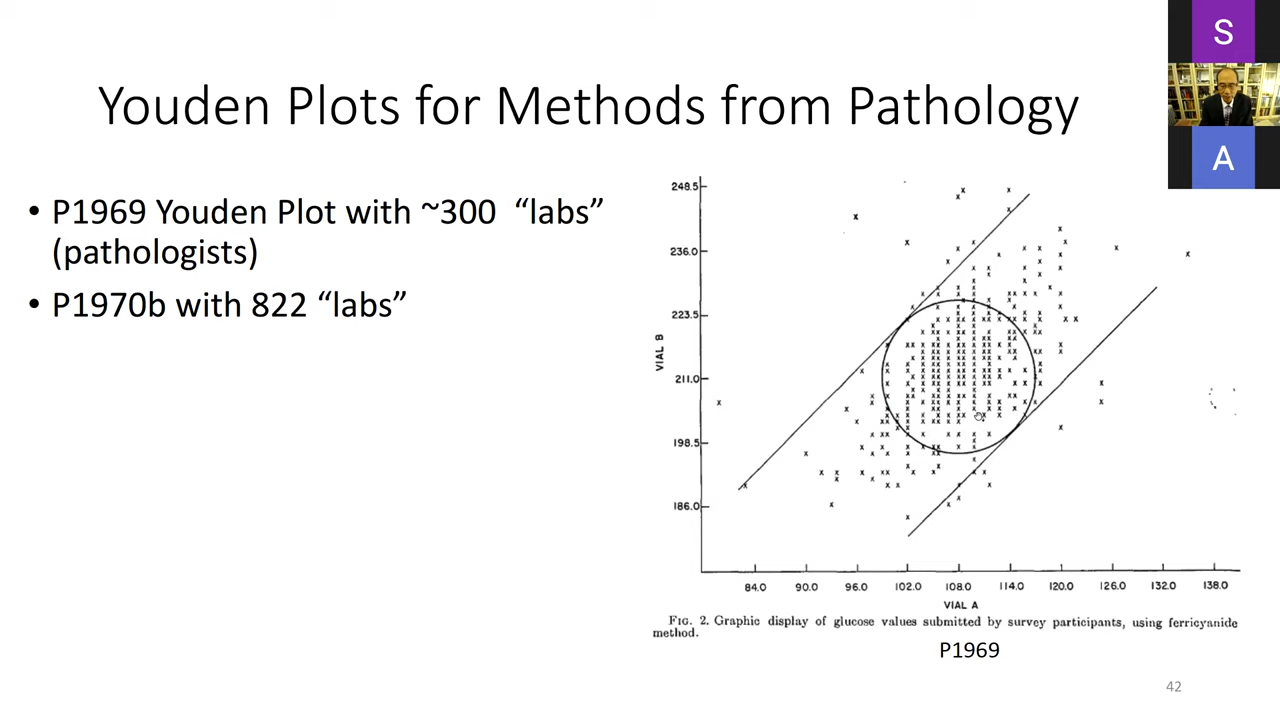 Youden Plots for Methods from Pathology
• P1969 Youden Plot with ~300 “labs”
(pathologists)
• P1970b with 822 “labs”
S
A
248.5
236.0
223.5
211.0
198.5
186.0
VIAL B
84.0 90.0 96.0 102.0 108.0 114.0 120.0 126.0 132.0 138.0
VIAL A
FIG. 2. Graphic display of glucose values submitted by survey participants, using ferricyanide
method.
P1969
42